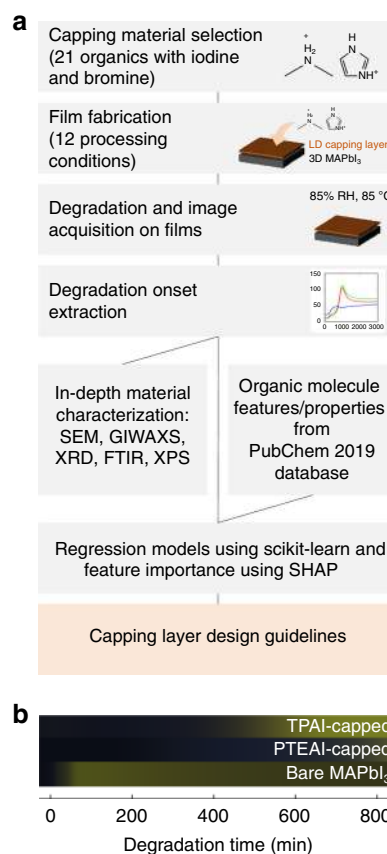 a
Capping material selection
(21 organics with iodine
and bromine)
+
H₂
N
H
N
NH⁺
Film fabrication
(12 processing
conditions)
LD capping layer
3D MAPbI₃
Degradation and image
acquisition on films
85% RH, 85 °C
Degradation onset
extraction
150
100
50
0
0 1000 2000 3000
In-depth material
characterization:
SEM, GIWAXS,
XRD, FTIR, XPS
Organic molecule
features/properties
from
PubChem 2019
database
Regression models using scikit-learn and
feature importance using SHAP
Capping layer design guidelines
b
TPAI-capped
PTEAI-capped
Bare MAPbI₃
0 200 400 600 800
Degradation time (min)